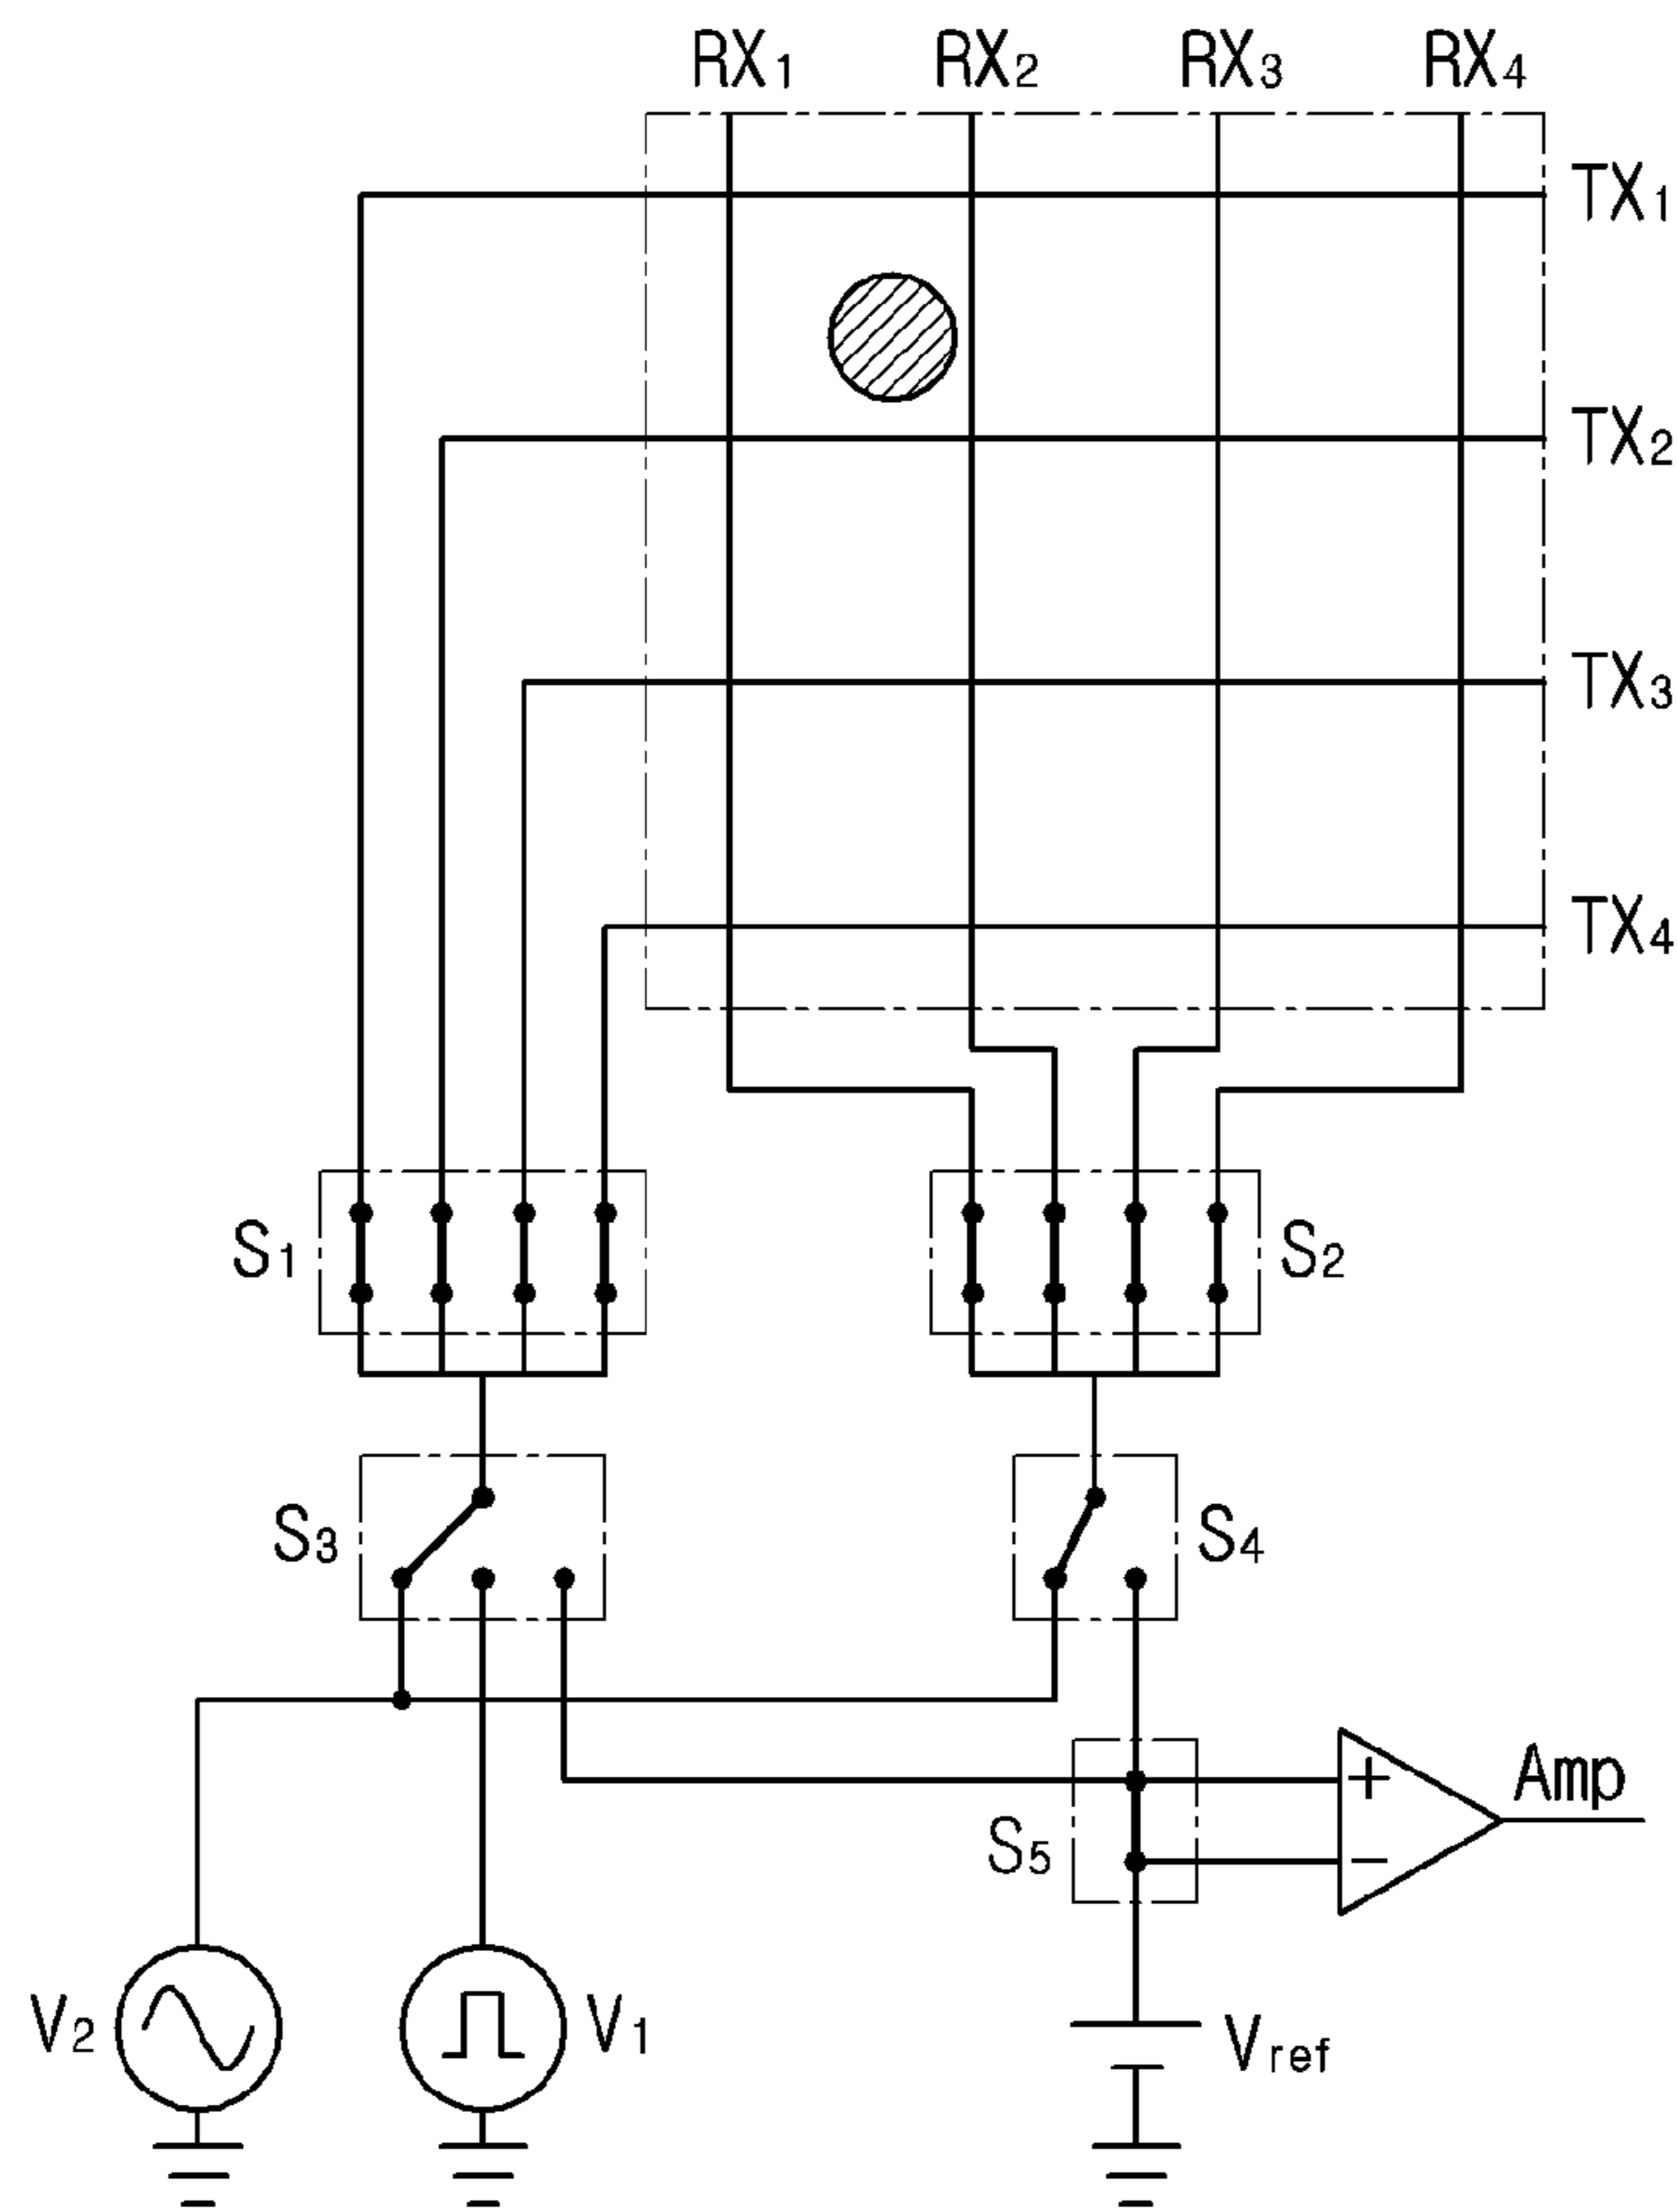 RX1 RX2 RX3 RX4
TX1
TX2
TX3
TX4
S1 S2
S3 S4
+ Amp
S5 −
V2 V1 Vref